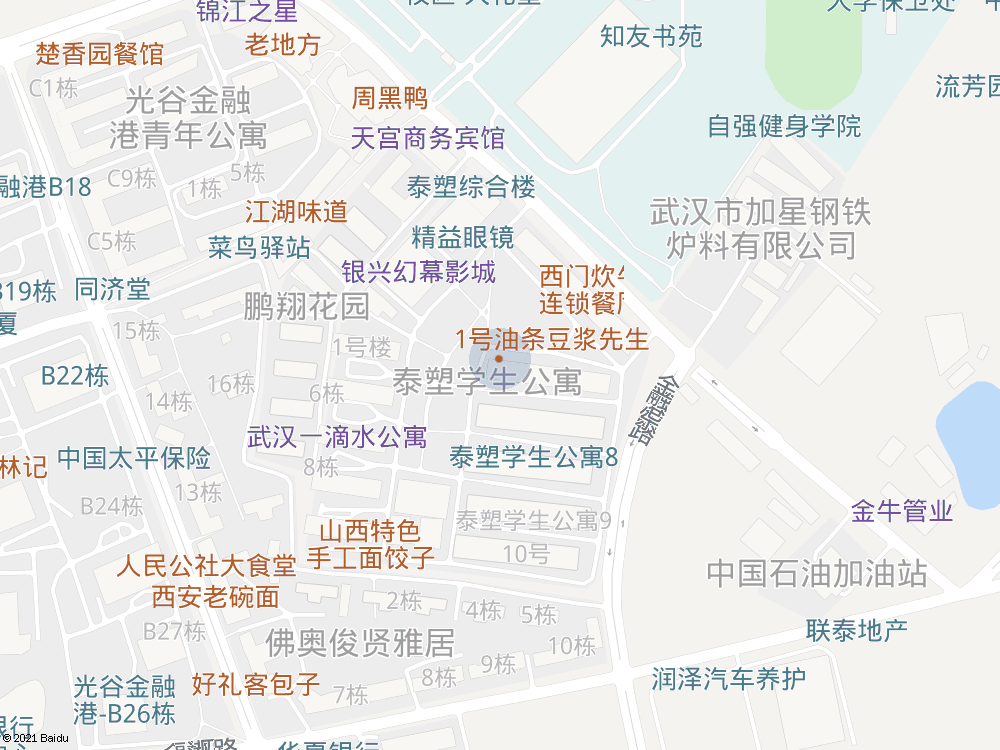 锦江之星
楚香园餐馆
老地方
知友书苑
C1栋
光谷金融
港青年公寓
周黑鸭
流芳园
天宫商务宾馆
自强健身学院
融港B18
C9栋
1栋
5栋
泰塑综合楼
江湖味道
武汉市加星钢铁
炉料有限公司
C5栋
菜鸟驿站
精益眼镜
银兴幻幕影城
西门炊
连锁餐
B19栋
同济堂
鹏翔花园
厦
15栋
1号楼
1号油条豆浆先生
B22栋
16栋
6栋
泰塑学生公寓
14栋
金融港路
武汉一滴水公寓
中国太平保险
林记
8栋
泰塑学生公寓8
13栋
B24栋
泰塑学生公寓9
金牛管业
山西特色
手工面饺子
10号
人民公社大食堂
中国石油加油站
西安老碗面
2栋
4栋
5栋
B27栋
佛奥俊贤雅居
10栋
联泰地产
9栋
8栋
光谷金融
港-B26栋
好礼客包子
7栋
润泽汽车养护
银行
华夏银行
© 2021 Baidu